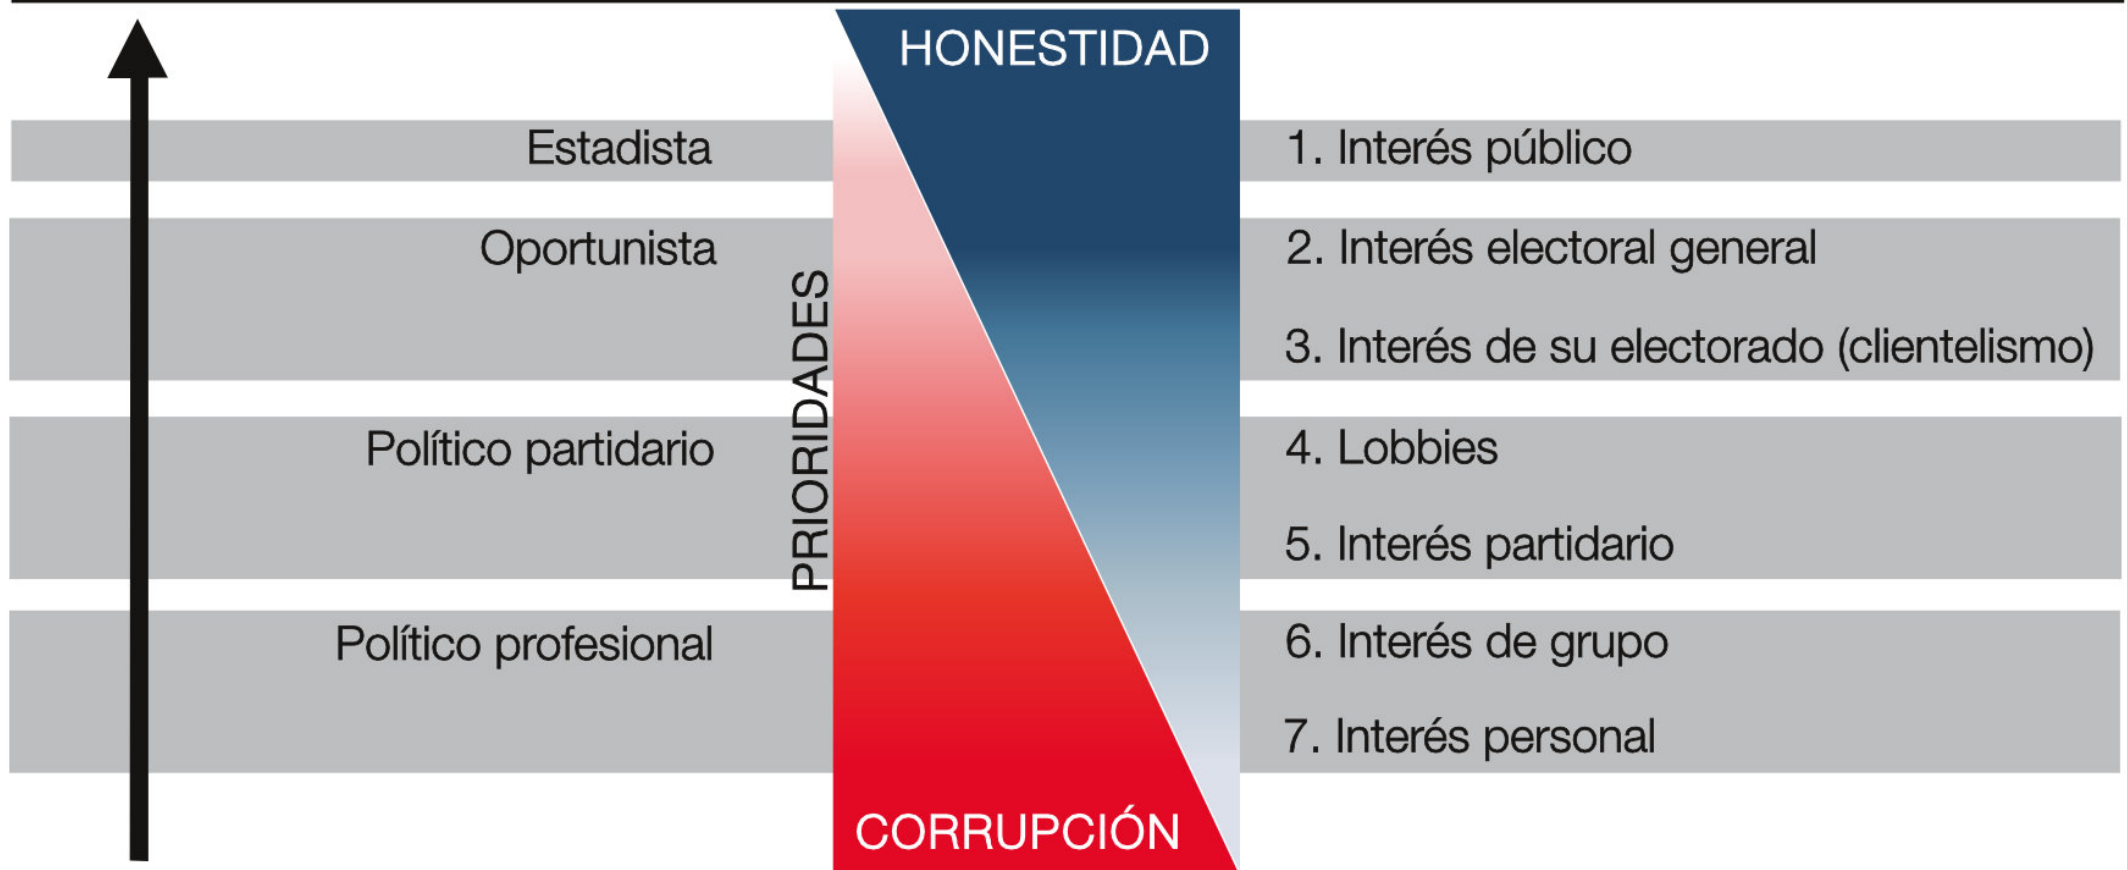 HONESTIDAD
Estadista
1. Interés público
Oportunista
2. Interés electoral general
3. Interés de su electorado (clientelismo)
PRIORIDADES
Político partidario
4. Lobbies
5. Interés partidario
Político profesional
6. Interés de grupo
7. Interés personal
CORRUPCIÓN